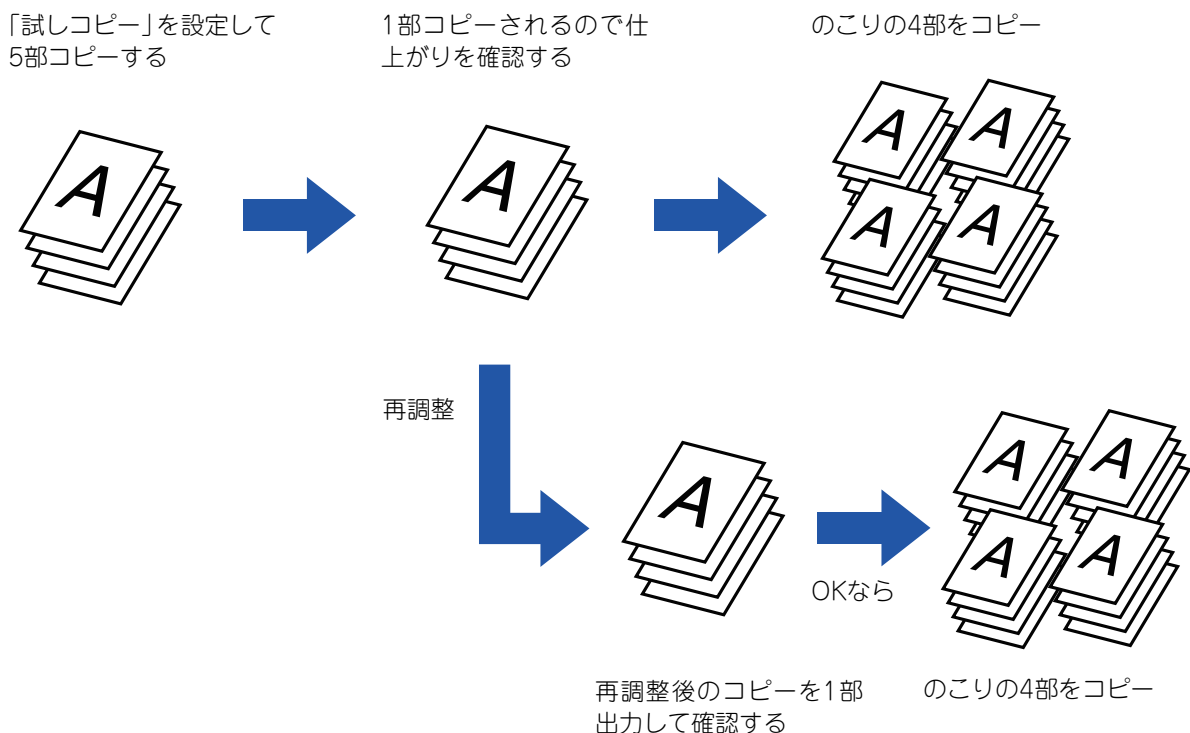 「試しコピー」を設定して
5部コピーする
1部コピーされるので仕
上がりを確認する
のこりの4部をコピー
A
A
A
A
A
A
再調整
A
A
A
A
A
OKなら
再調整後のコピーを1部
出力して確認する
のこりの4部をコピー